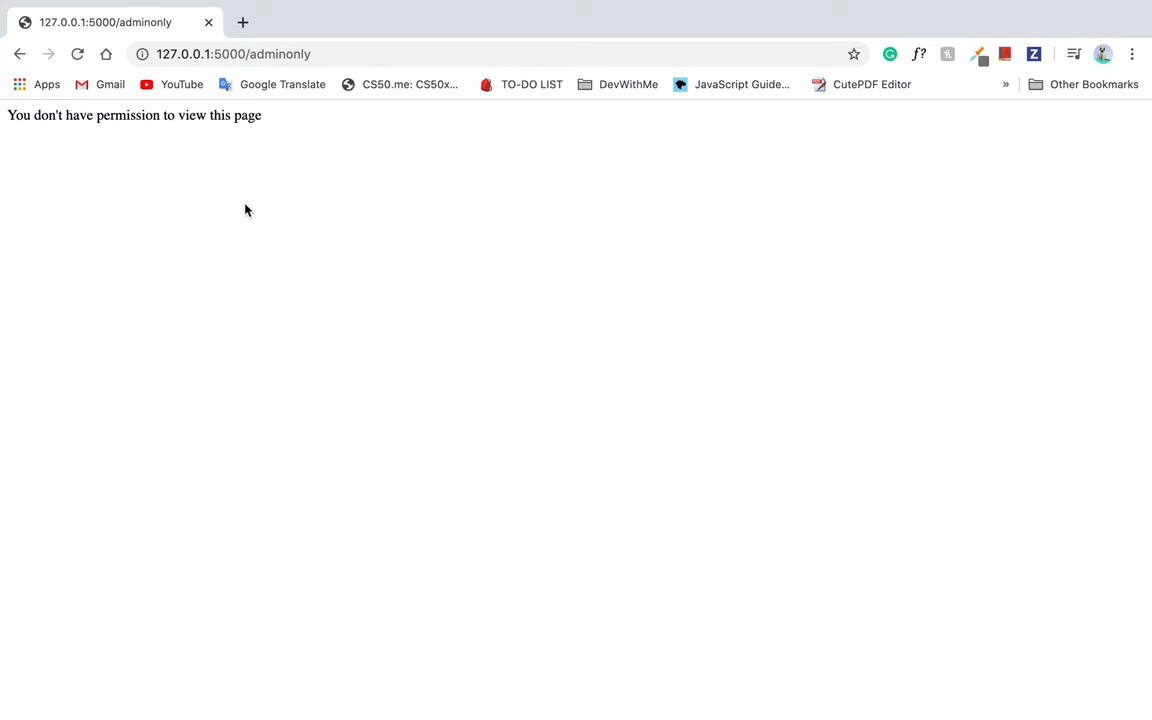 127.0.0.1:5000/adminonly
127.0.0.1:5000/adminonly
f?
Z
Apps
Gmail
YouTube
Google Translate
CS50.me: CS50x...
TO-DO LIST
DevWithMe
JavaScript Guide...
CutePDF Editor
»
Other Bookmarks
You don't have permission to view this page